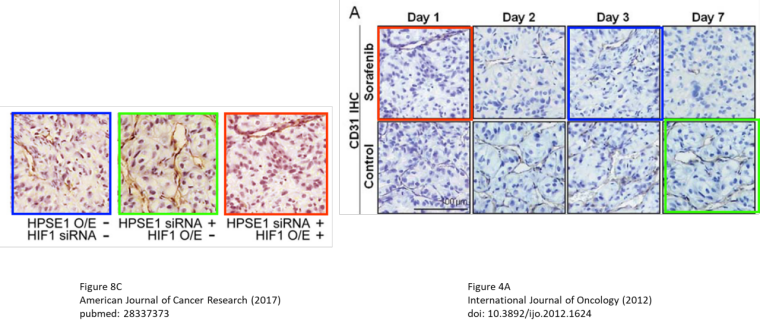 A
Day 1 Day 2 Day 3 Day 7
CD31 IHC
Sorafenib
Control
100µm
HPSE1 O/E - HPSE1 siRNA + HPSE1 siRNA +
HIF1 siRNA - HIF1 O/E - HIF1 O/E +
Figure 8C
American Journal of Cancer Research (2017)
pubmed: 28337373
Figure 4A
International Journal of Oncology (2012)
doi: 10.3892/ijo.2012.1624